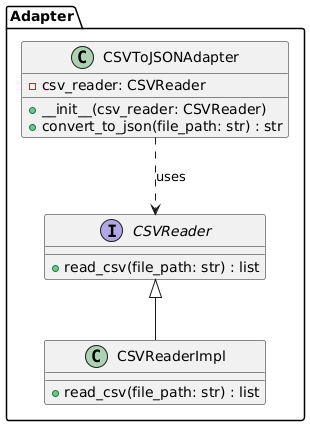 Adapter
C CSVToJSONAdapter
csv_reader: CSVReader
__init__(csv_reader: CSVReader)
convert_to_json(file_path: str) : str
uses
I CSVReader
read_csv(file_path: str) : list
C CSVReaderImpl
read_csv(file_path: str) : list